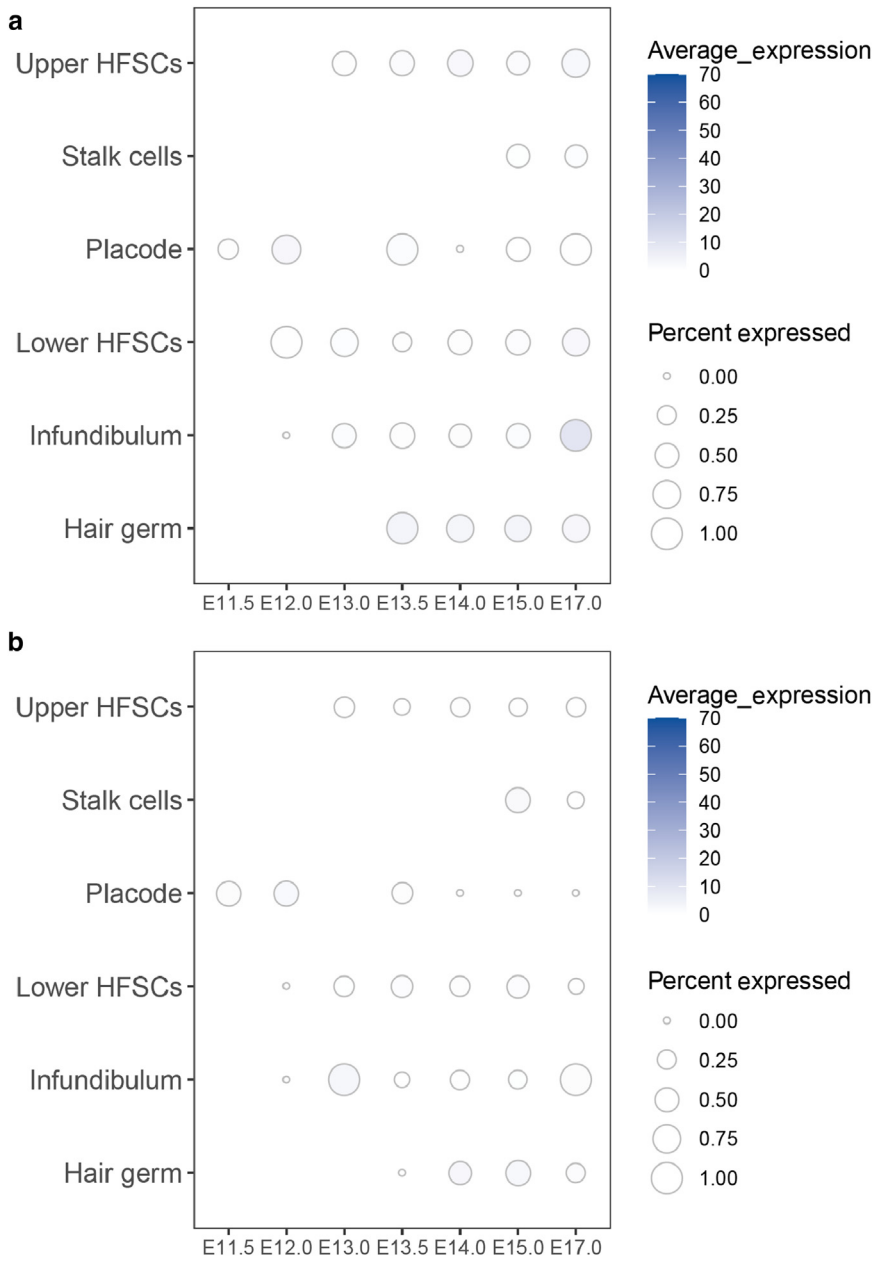 a
Upper HFSCs
Stalk cells
Placode
Lower HFSCs
Infundibulum
Hair germ
E11.5 E12.0 E13.0 E13.5 E14.0 E15.0 E17.0
Average_expression
70
60
50
40
30
20
10
0
Percent expressed
0.00
0.25
0.50
0.75
1.00
b
Upper HFSCs
Stalk cells
Placode
Lower HFSCs
Infundibulum
Hair germ
E11.5 E12.0 E13.0 E13.5 E14.0 E15.0 E17.0
Average_expression
70
60
50
40
30
20
10
0
Percent expressed
0.00
0.25
0.50
0.75
1.00